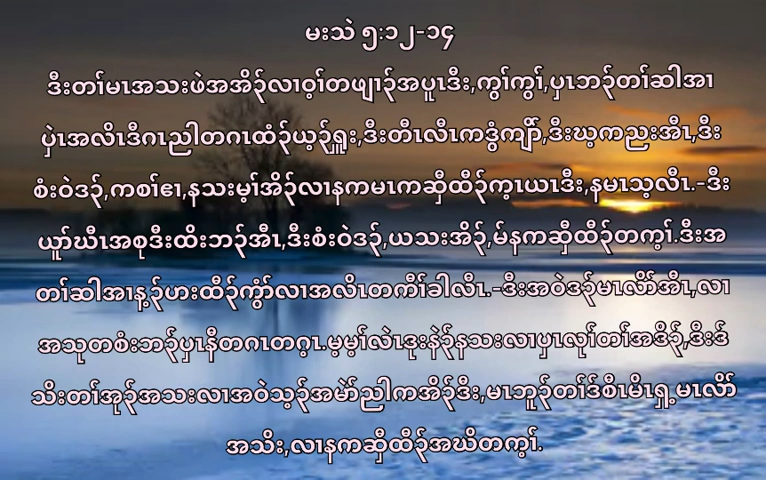 မးသဲ ၅:၁၂-၁၄
ဒီးတၢ်မၤအသးဖဲအအိၣ်လၢဝ့ၢ်တဖျၢၣ်အပူၤဒီး,ကွၢ်ကွၢ်,ပှၤဘၣ်တၢ်ဆါအၢ
ပှဲၤအလိၤဒီဂၤညါတဂၤထံၣ်ယ့ၣ်ရှူး,ဒီးတီၤလီၤကဒွံကျိာ်,ဒီးဃ့ကညးအီၤ,ဒီး
စံးဝဲဒၣ်,ကစၢ်ဧၢ,နသးမ့ၢ်အိၣ်လၢနကမၤကဆှီထီၣ်က့ၤယၤဒီး,နမၤသ့လီၤ.–ဒီး
ယူာ်ဃီၤအစုဒီးထိးဘၣ်အီၤ,ဒီးစံးဝဲဒၣ်,ယသးအိၣ်,မ်နကဆှီထီၣ်တက့ၢ်.ဒီးအ
တၢ်ဆါအၢန့ၣ်ဟးထီၣ်ကွံာ်လၢအလိၤတကီၢ်ခါလီၤ.–ဒီးအဝဲဒၣ်မၤလိာ်အီၤ,လၢ
အသုတစံးဘၣ်ပှၤနီတဂၤတဂ့ၤ.မ့မ့ၢ်လဲၤဒုးနဲၣ်နသးလၢပှၤလုၢ်တၢ်အဒိၣ်,ဒီးဒ်
သိးတၢ်အုၣ်အသးလၢအဝဲသ့ၣ်အမဲာ်ညါကအိၣ်ဒီး,မၤဘူၣ်တၢ်ဒ်စီၤမိၤရှ့မၤလိာ်
အသိး,လၢနကဆှီထီၣ်အဃိတက့ၢ်.